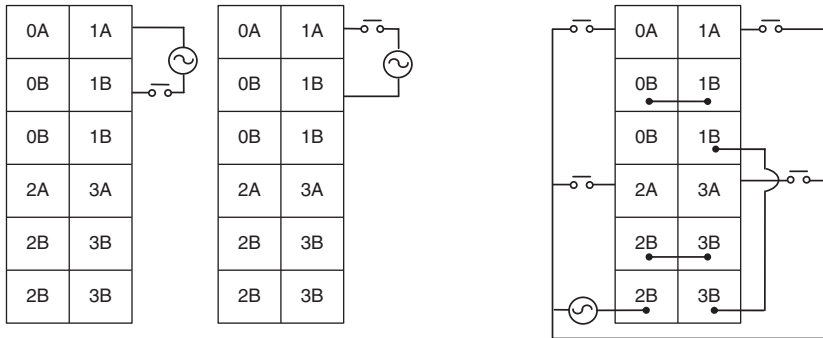 0A 1A 0A 1A 0A 1A
0B 1B 0B 1B 0B 1B
0B 1B 0B 1B 0B 1B
2A 3A 2A 3A 2A 3A
2B 3B 2B 3B 2B 3B
2B 3B 2B 3B 2B 3B